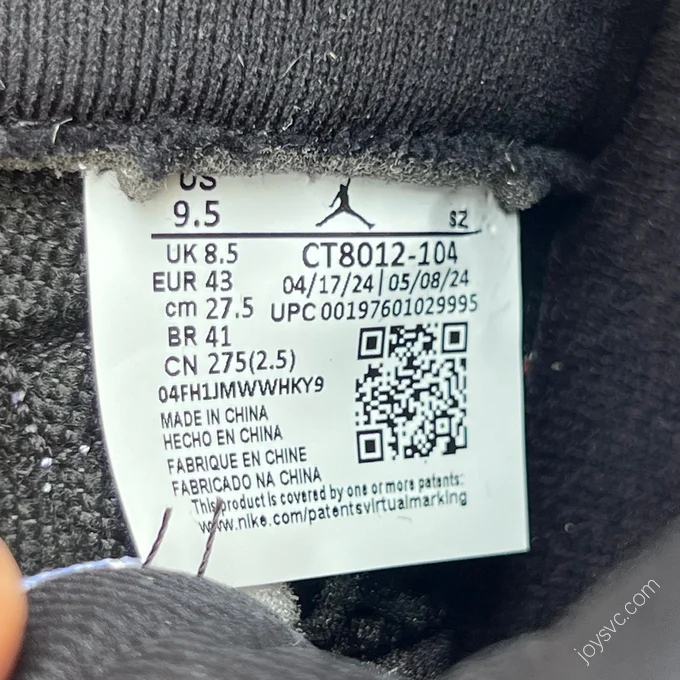 US
9.5
SZ
UK 8.5
EUR 43
cm 27.5
BR 41
CN 275(2.5)
CT8012-104
04/17/24|05/08/24
UPC 00197601029995
04FH1JMWWHKY9
MADE IN CHINA
HECHO EN CHINA
FABRIQUE EN CHINE
FABRICADO NA CHINA
This product is covered by one or more patents:
www.nike.com/patentsvirtualmarking
joysvc.com